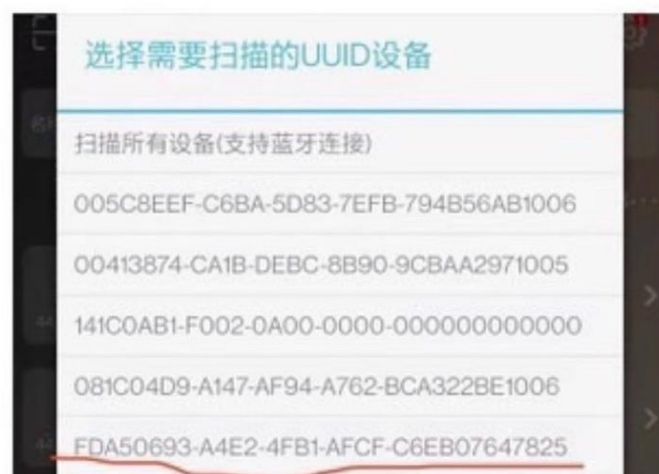 选择需要扫描的UUID设备
扫描所有设备(支持蓝牙连接)
005C8EEF-C6BA-5D83-7EFB-794B56AB1006
00413874-CA1B-DEBC-8B90-9CBAA2971005
141C0AB1-F002-0A00-0000-000000000000
081C04D9-A147-AF94-A762-BCA322BE1006
FDA50693-A4E2-4FB1-AFCF-C6EB07647825